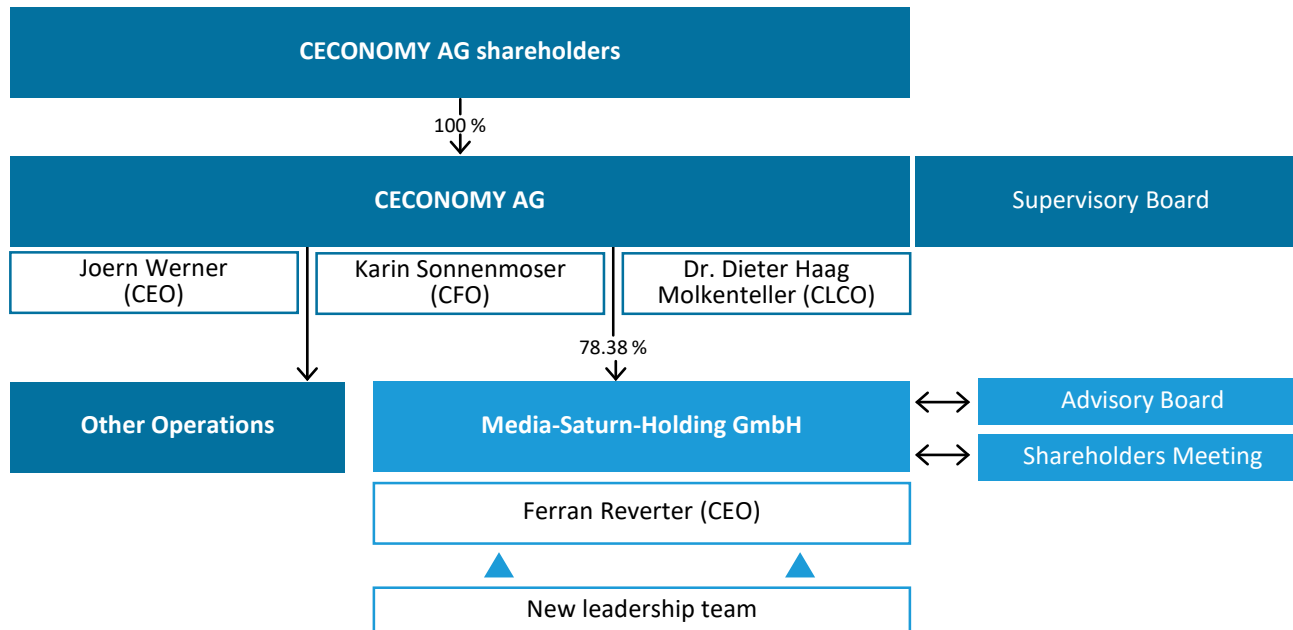 CECONOMY AG shareholders
100 %
CECONOMY AG
Supervisory Board
Joern Werner
(CEO)
Karin Sonnenmoser
(CFO)
Dr. Dieter Haag
Molkenteller (CLCO)
78.38 %
Other Operations
Media-Saturn-Holding GmbH
Advisory Board
Shareholders Meeting
Ferran Reverter (CEO)
New leadership team